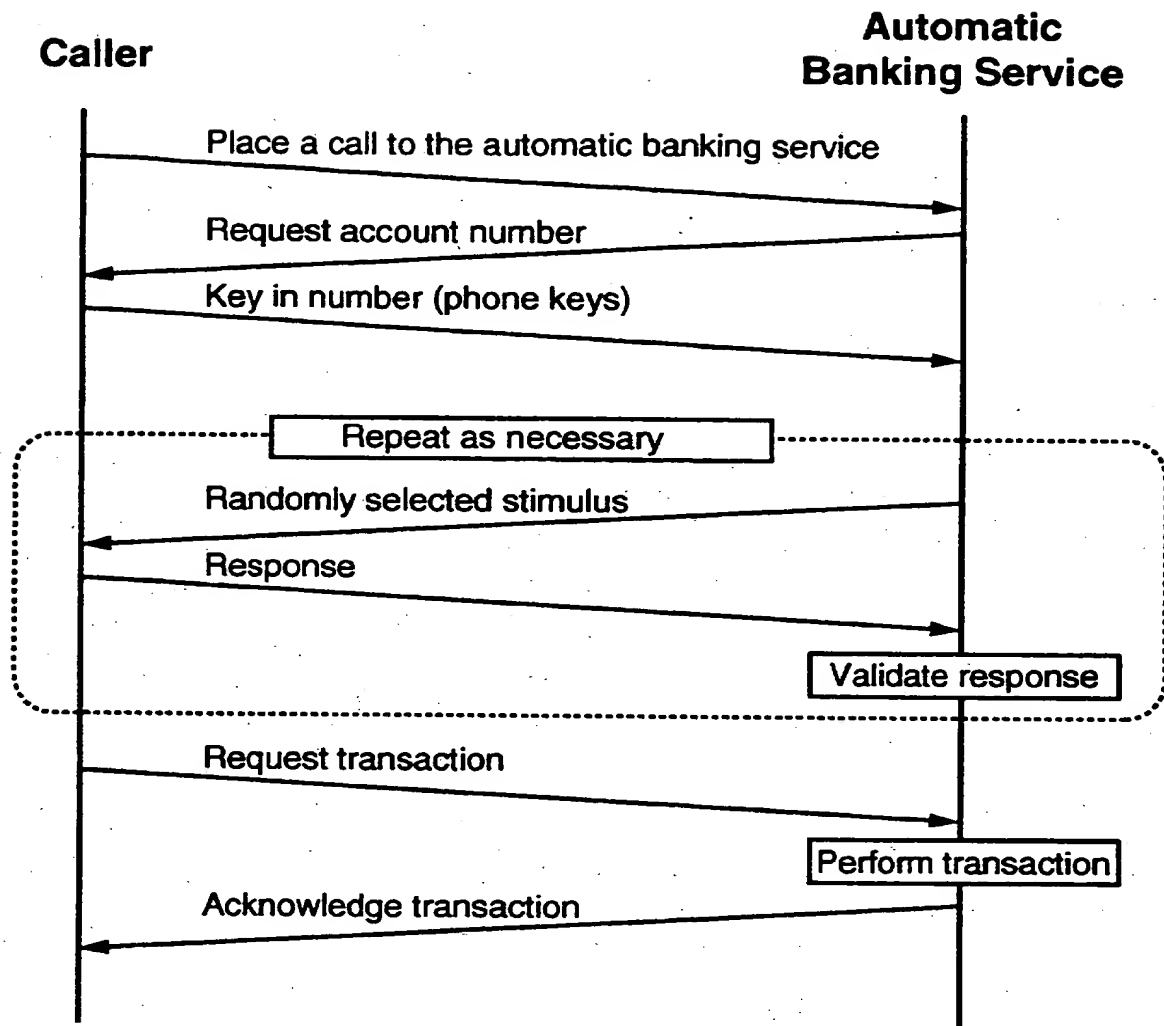 Caller
Automatic
Banking Service
Place a call to the automatic banking service
Request account number
Key in number (phone keys)
Repeat as necessary
Randomly selected stimulus
Response
Validate response
Request transaction
Perform transaction
Acknowledge transaction